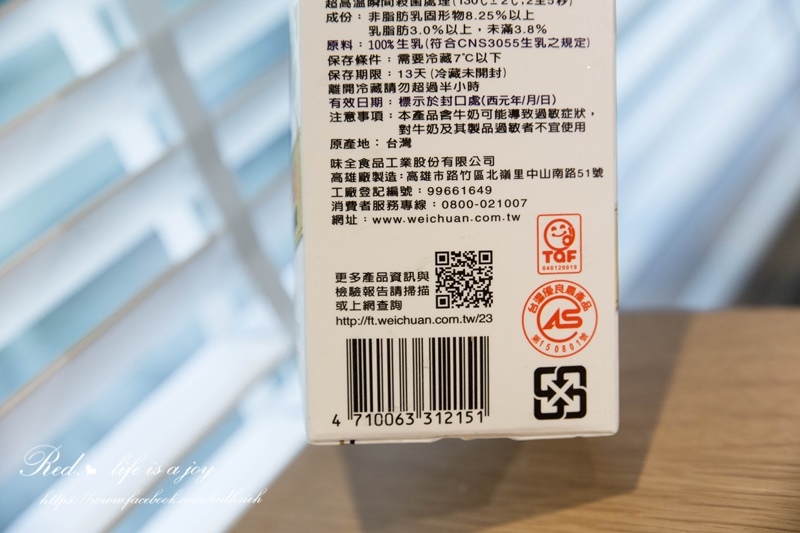 超高溫瞬間殺菌處理(130℃±2℃,2至5秒)
成份：非脂肪乳固形物8.25%以上
乳脂肪3.0%以上，未滿3.8%
原料：100%生乳(符合CNS3055生乳之規定)
保存條件：需要冷藏7℃以下
保存期限：13天(冷藏未開封)
離開冷藏請勿超過半小時
有效日期：標示於封口處(西元年/月/日)
注意事項：本產品含牛奶可能導致過敏症狀，
對牛奶及其製品過敏者不宜使用
原產地：台灣
味全食品工業股份有限公司
高雄廠製造：高雄市路竹區北嶺里中山南路51號
工廠登記編號：99661649
消費者服務專線：0800-021007
網址：www.weichuan.com.tw
TQF
040120019
更多產品資訊與
檢驗報告請掃描
或上網查詢
http://ft.weichuan.com.tw/23
台灣優良農產品
CAS
第150801號
4 710063 312151
Red. life is a joy